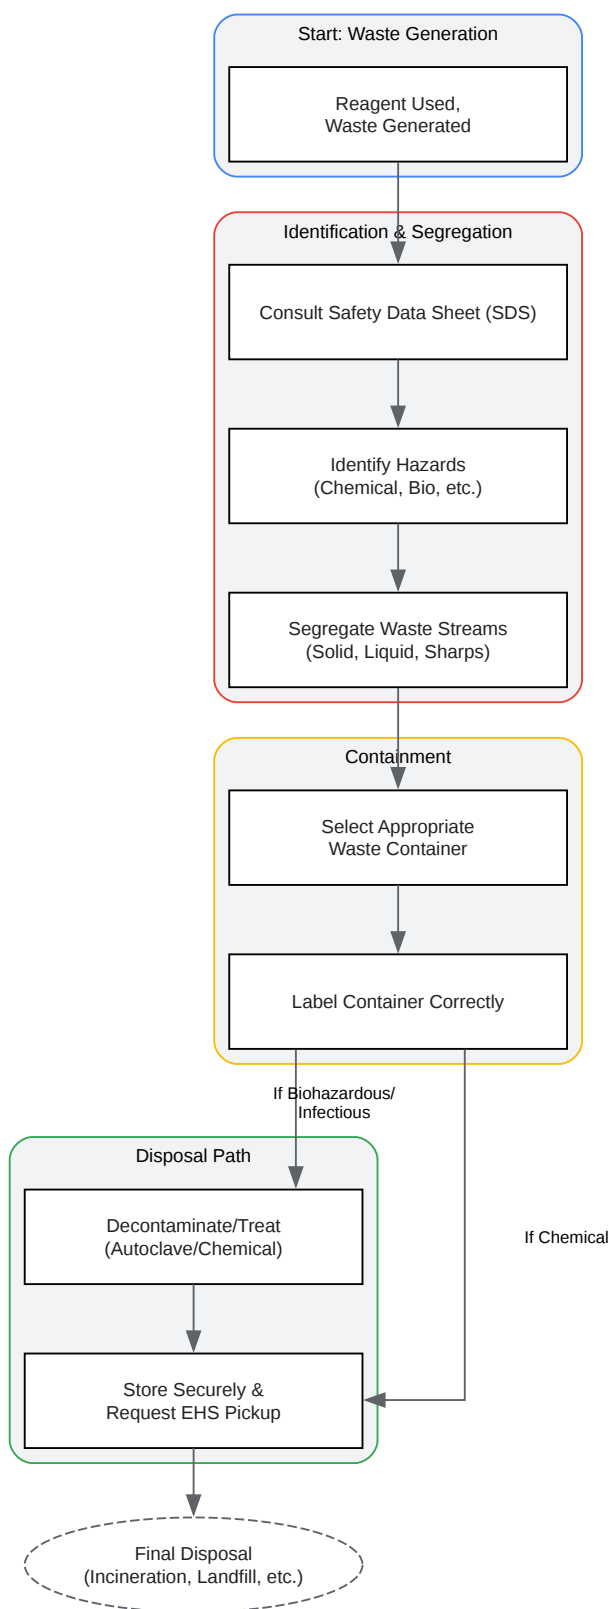 Start: Waste Generation
Reagent Used,
Waste Generated
Identification & Segregation
Consult Safety Data Sheet (SDS)
Identify Hazards
(Chemical, Bio, etc.)
Segregate Waste Streams
(Solid, Liquid, Sharps)
Containment
Select Appropriate
Waste Container
Label Container Correctly
If Biohazardous/
Infectious
Disposal Path
Decontaminate/Treat
(Autoclave/Chemical)
If Chemical
Store Securely &
Request EHS Pickup
Final Disposal
(Incineration, Landfill, etc.)